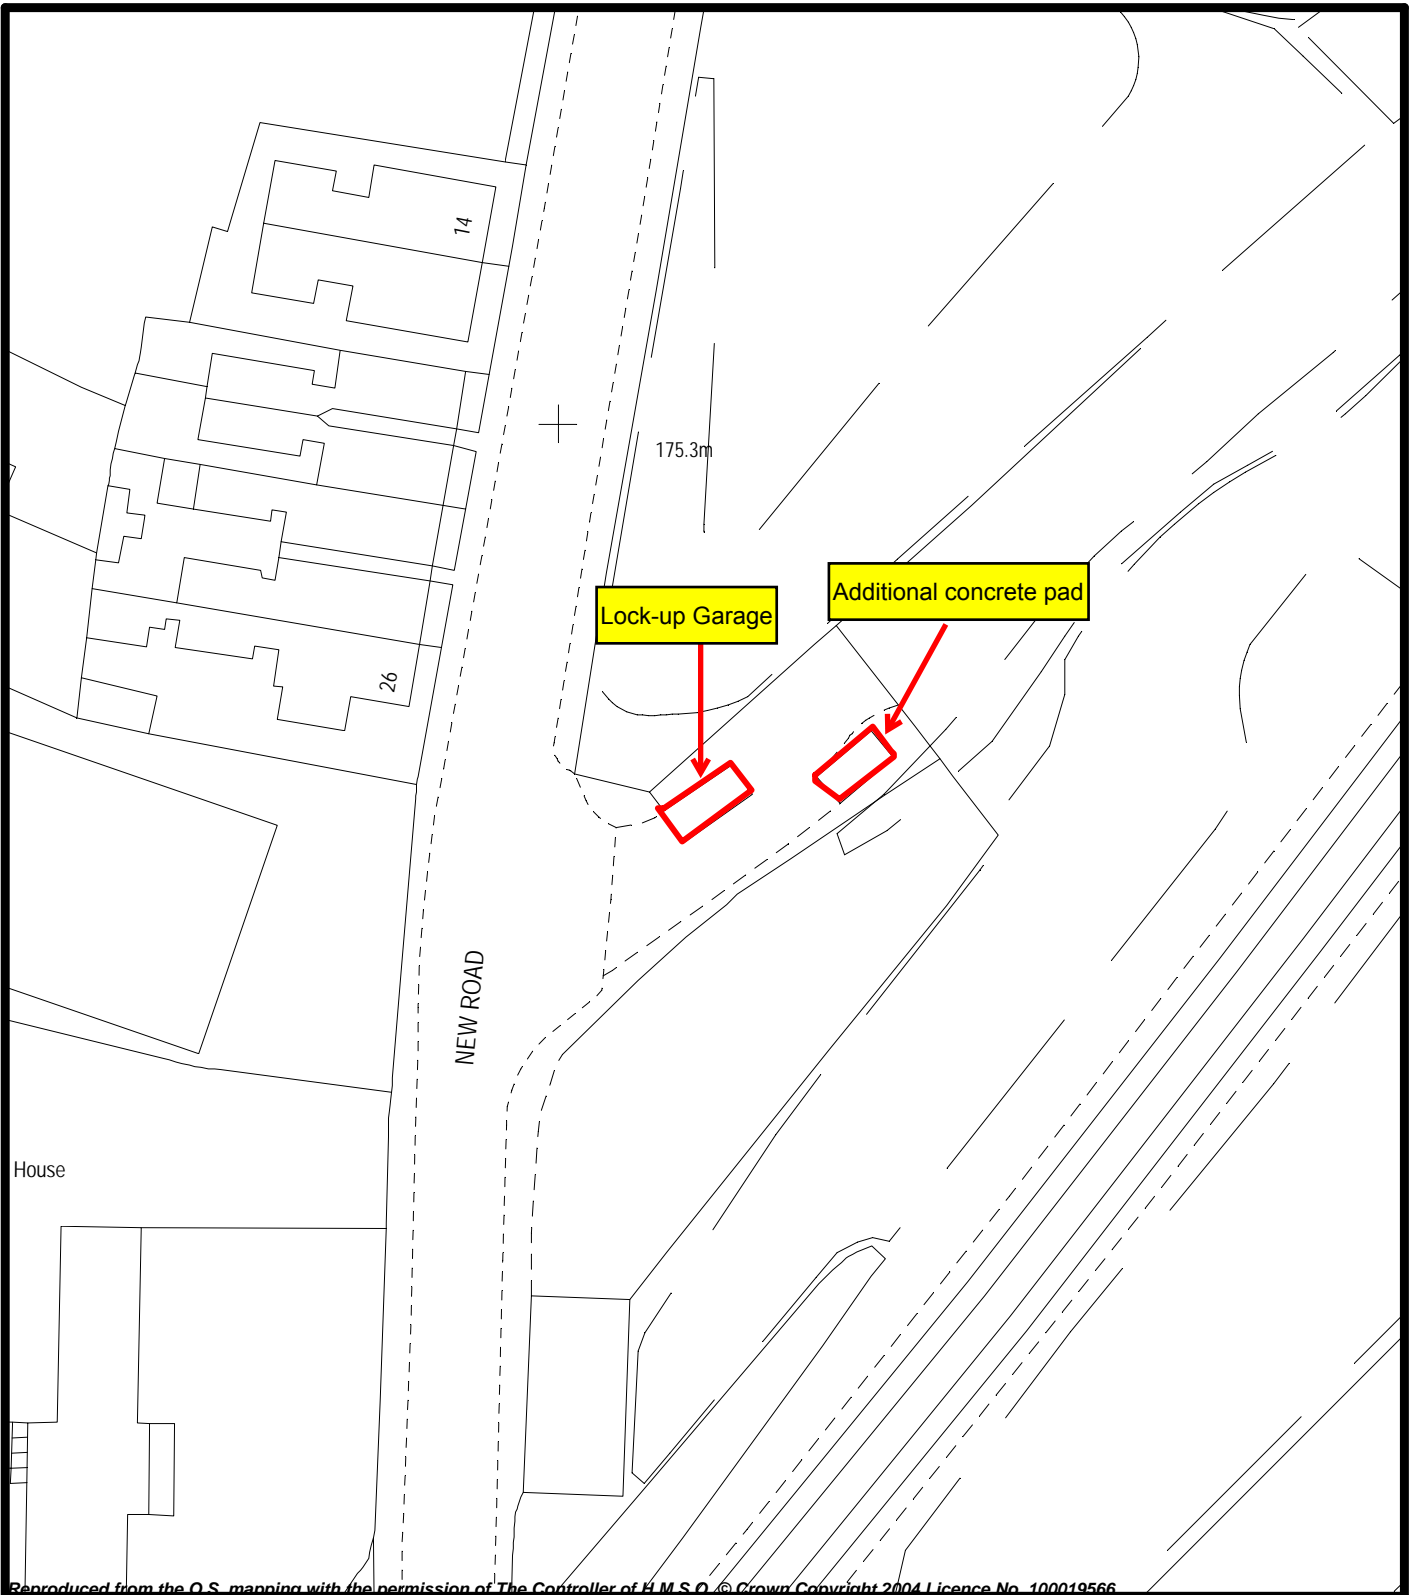 14
175.3m
Additional concrete pad
Lock-up Garage
26
NEW ROAD
House
Reproduced from the O.S. mapping with the permission of The Controller of H.M.S.O. © Crown Copyright 2004 Licence No. 100019566